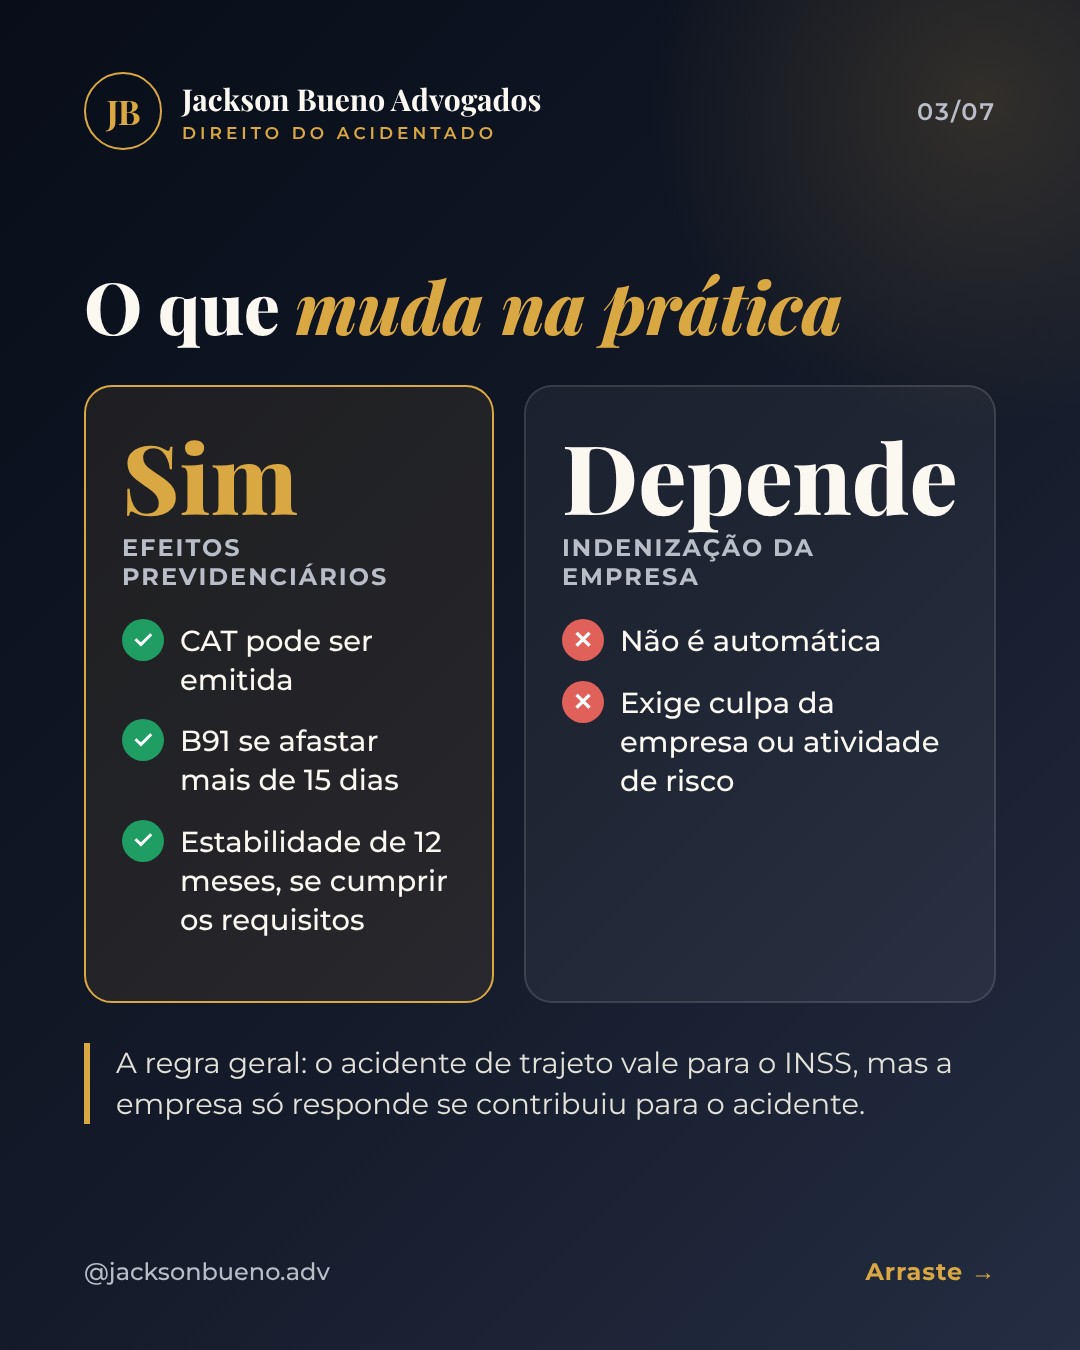 JB
Jackson Bueno Advogados
DIREITO DO ACIDENTADO
03/07
O que muda na prática
Sim
EFEITOS
PREVIDENCIÁRIOS
CAT pode ser
emitida
B91 se afastar
mais de 15 dias
Estabilidade de 12
meses, se cumprir
os requisitos
Depende
INDENIZAÇÃO DA
EMPRESA
Não é automática
Exige culpa da
empresa ou atividade
de risco
A regra geral: o acidente de trajeto vale para o INSS, mas a
empresa só responde se contribuiu para o acidente.
@jacksonbueno.adv
Arraste →